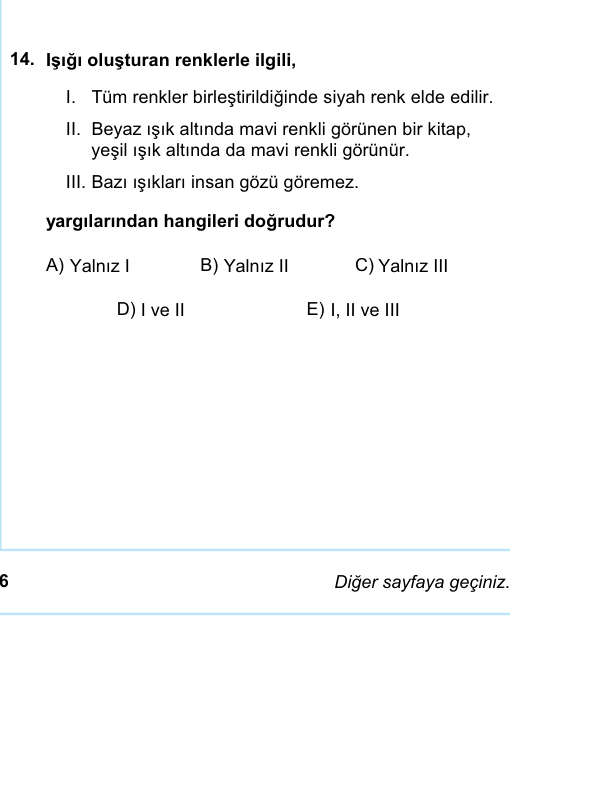 14. Işığı oluşturan renklerle ilgili,
I. Tüm renkler birleştirildiğinde siyah renk elde edilir.
II. Beyaz ışık altında mavi renkli görünen bir kitap,
yeşil ışık altında da mavi renkli görünür.
III. Bazı ışıkları insan gözü göremez.
yargılarından hangileri doğrudur?
A) Yalnız I B) Yalnız II C) Yalnız III
D) I ve II E) I, II ve III
6 Diğer sayfaya geçiniz.